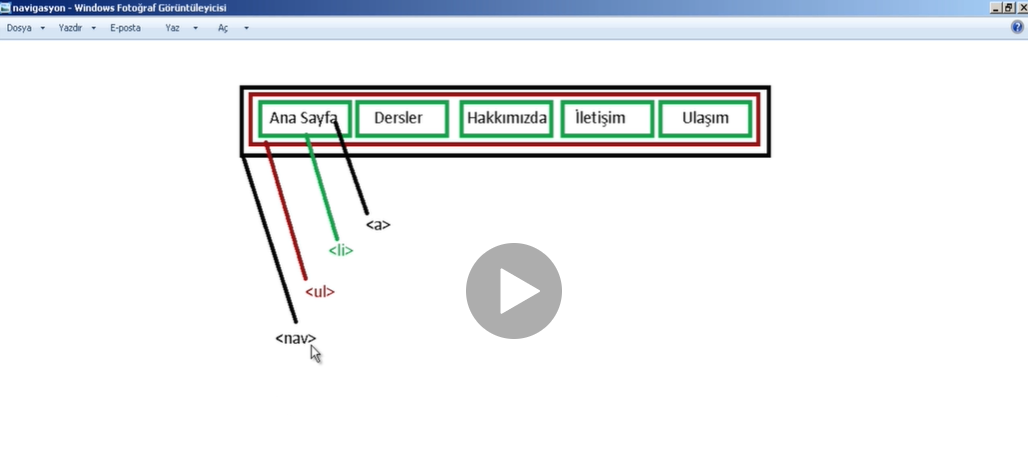 navigasyon - Windows Fotoğraf Görüntüleyicisi
Dosya Yazdır E-posta Yaz Aç
Ana Sayfa Dersler Hakkımızda İletişim Ulaşım
<a>
<li>
<ul>
<nav>